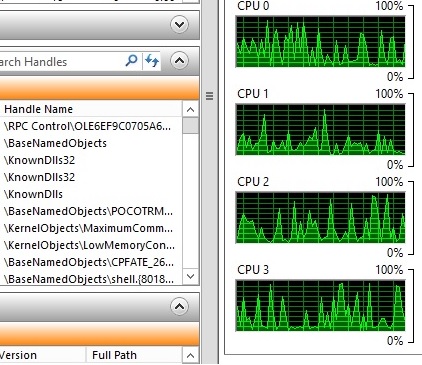 arch Handles
Handle Name
\RPC Control\OLE6EF9C0705A6...
\BaseNamedObjects
\KnownDlls32
\KnownDlls32
\KnownDlls
\BaseNamedObjects\POCOTRM...
\KernelObjects\MaximumComm...
\KernelObjects\LowMemoryCon...
\BaseNamedObjects\CPFATE_26...
\BaseNamedObjects\shell.{8018...
Version
Full Path
CPU 0
100%
0%
CPU 1
100%
0%
CPU 2
100%
0%
CPU 3
100%
0%